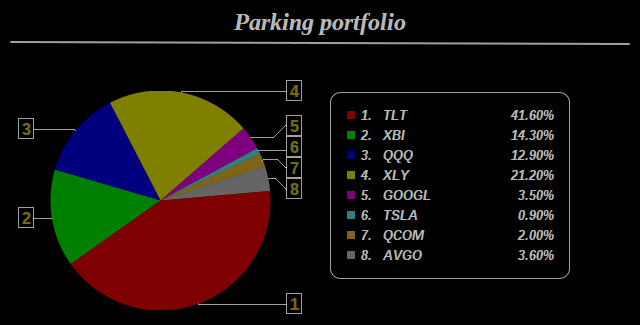 Parking portfolio
4
3
5
6
7
8
2
1
1. TLT 41.60%
2. XBI 14.30%
3. QQQ 12.90%
4. XLY 21.20%
5. GOOGL 3.50%
6. TSLA 0.90%
7. QCOM 2.00%
8. AVGO 3.60%